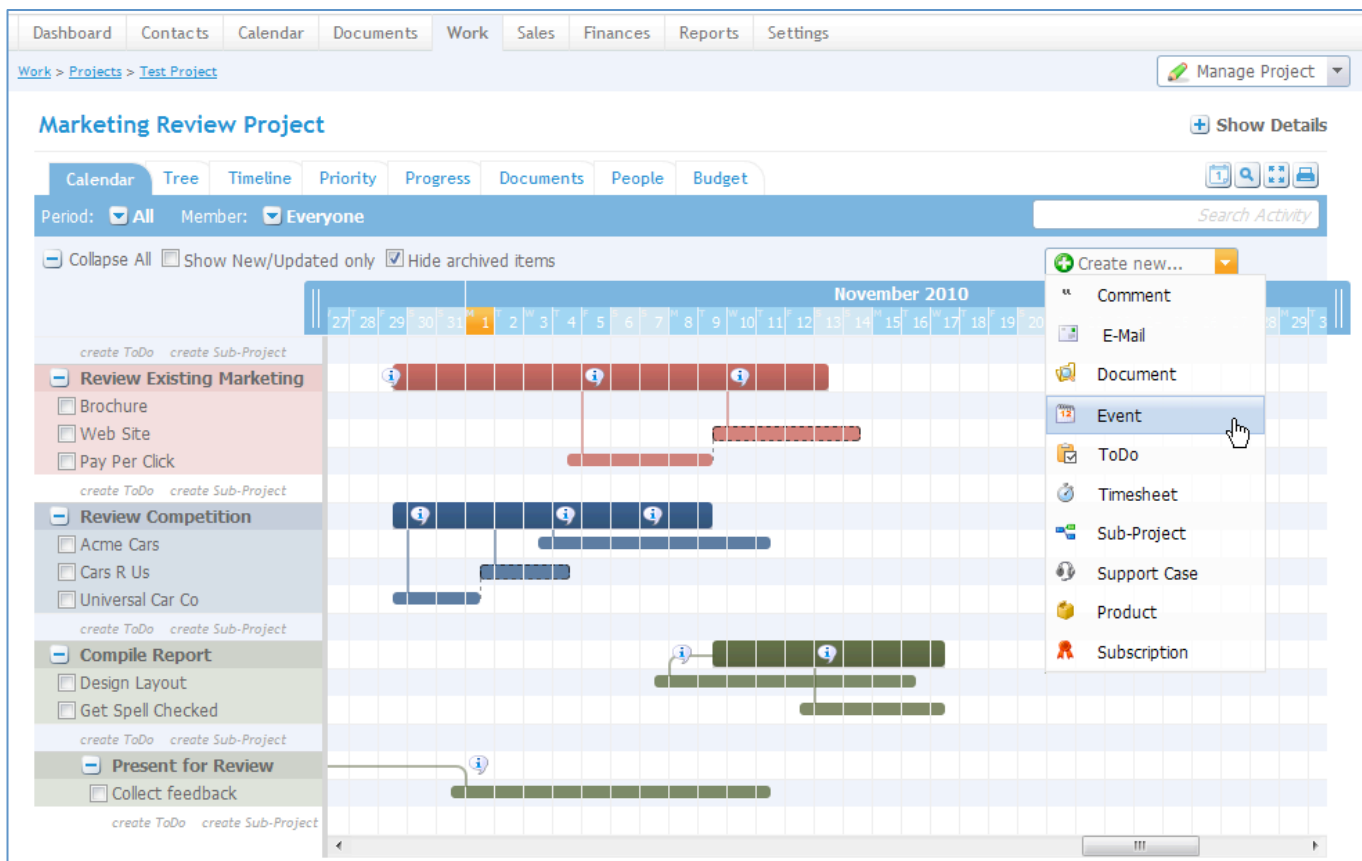 Dashboard Contacts Calendar Documents Work Sales Finances Reports Settings
Work > Projects > Test Project
Manage Project
Marketing Review Project
Show Details
Calendar Tree Timeline Priority Progress Documents People Budget
Period: All Member: Everyone
Search Activity
Collapse All Show New/Updated only Hide archived items
Create new...
November 2010
27 28 29 30 31 1 2 3 4 5 6 7 8 9 10 11 12 13 14 15 16 17 18 19 20 28 29 3
Comment
E-Mail
Document
Event
ToDo
Timesheet
Sub-Project
Support Case
Product
Subscription
create ToDo create Sub-Project
Review Existing Marketing
Brochure
Web Site
Pay Per Click
create ToDo create Sub-Project
Review Competition
Acme Cars
Cars R Us
Universal Car Co
create ToDo create Sub-Project
Compile Report
Design Layout
Get Spell Checked
create ToDo create Sub-Project
Present for Review
Collect feedback
create ToDo create Sub-Project